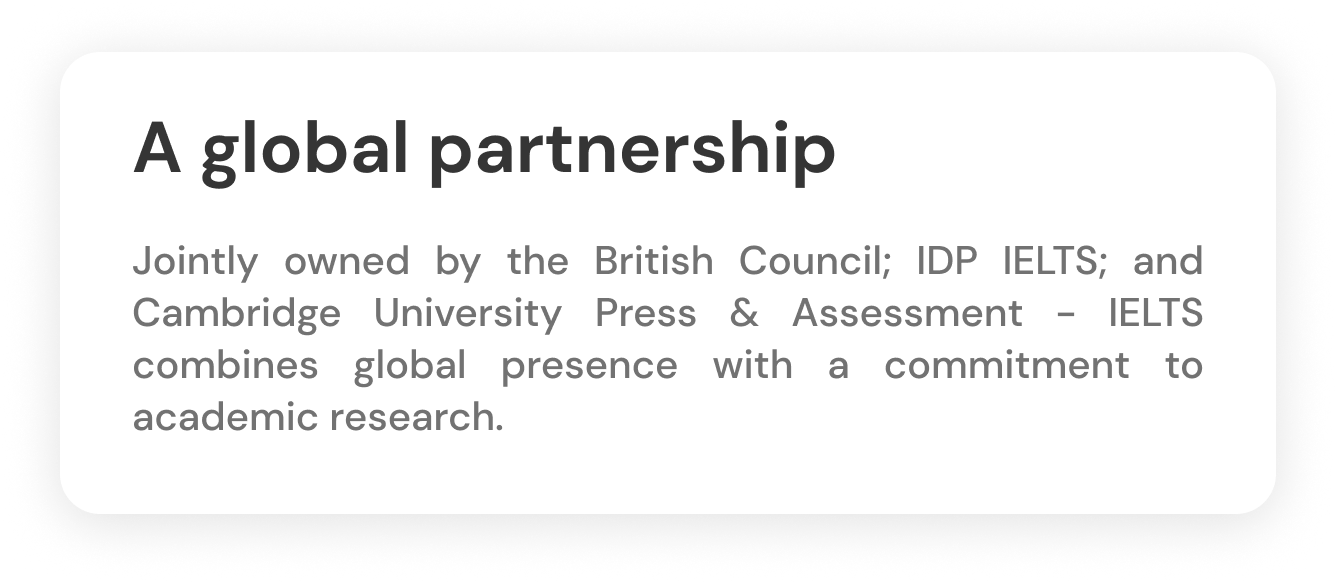 A global partnership
Jointly owned by the British Council; IDP IELTS; and
Cambridge University Press & Assessment – IELTS
combines global presence with a commitment to
academic research.